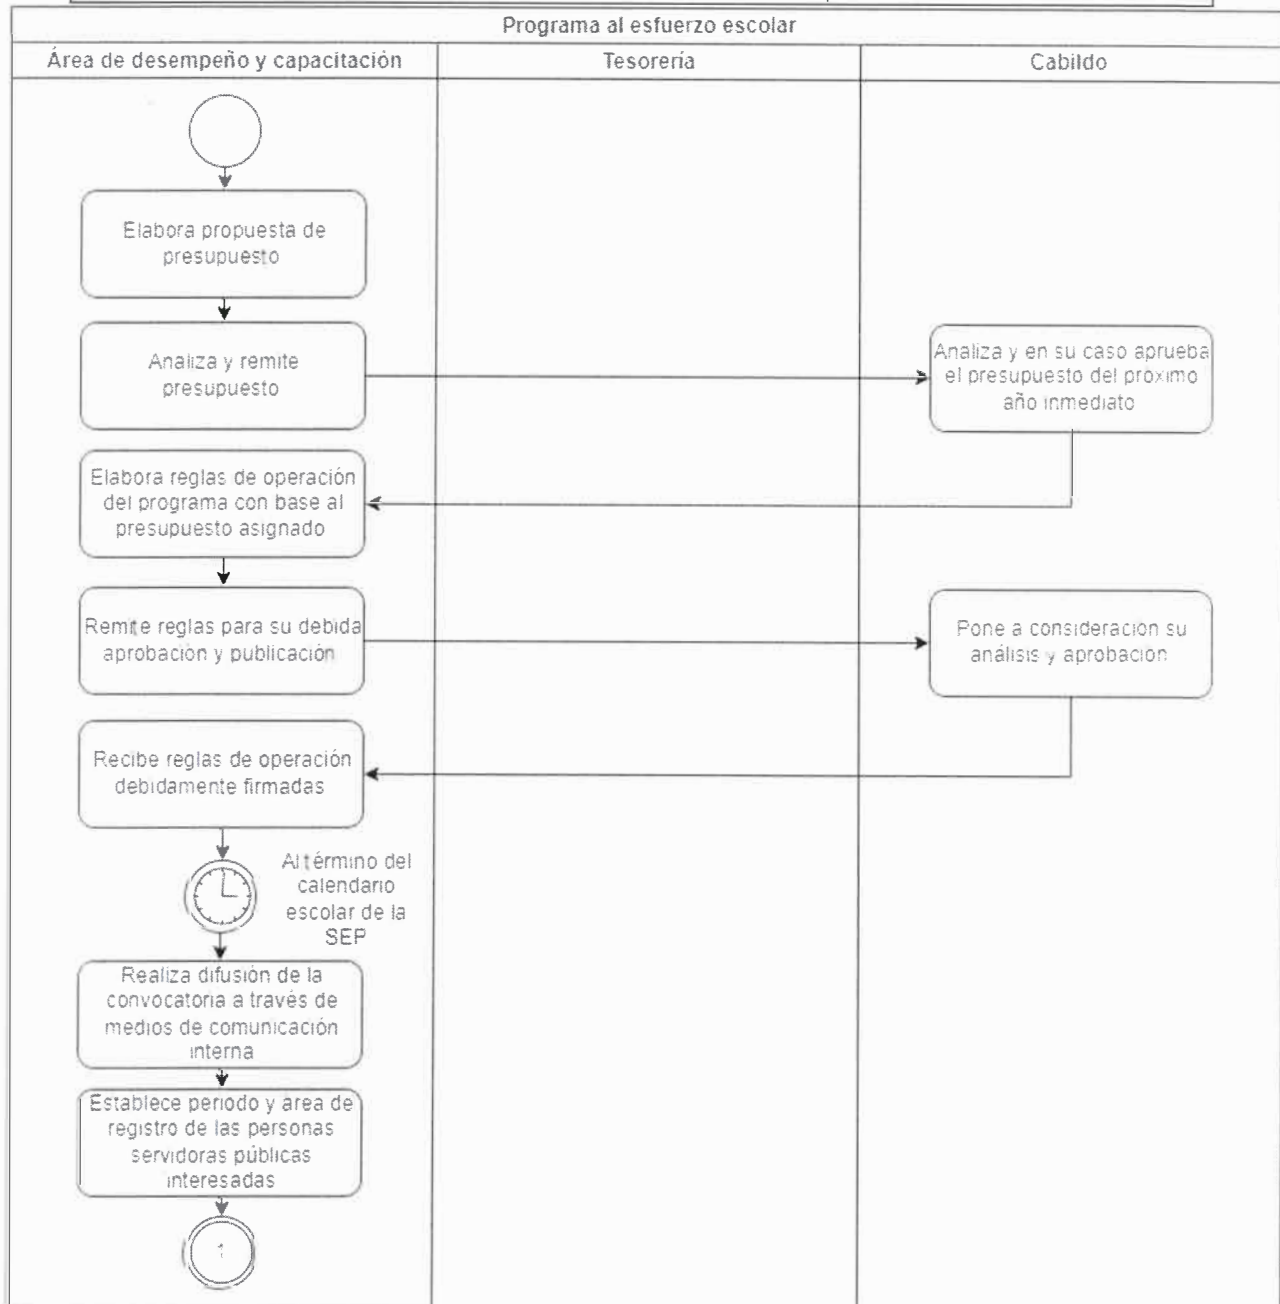 Programa al esfuerzo escolar
Área de desempeño y capacitación
Tesorería
Cabildo
Elabora propuesta de
presupuesto
Analiza y remite
presupuesto
Analiza y en su caso aprueba
el presupuesto del próximo
año inmediato
Elabora reglas de operación
del programa con base al
presupuesto asignado
Remite reglas para su debida
aprobación y publicación
Pone a consideración su
análisis y aprobación
Recibe reglas de operación
debidamente firmadas
Al término del
calendario
escolar de la
SEP
Realiza difusión de la
convocatoria a través de
medios de comunicación
interna
Establece periodo y área de
registro de las personas
servidoras públicas
interesadas
1